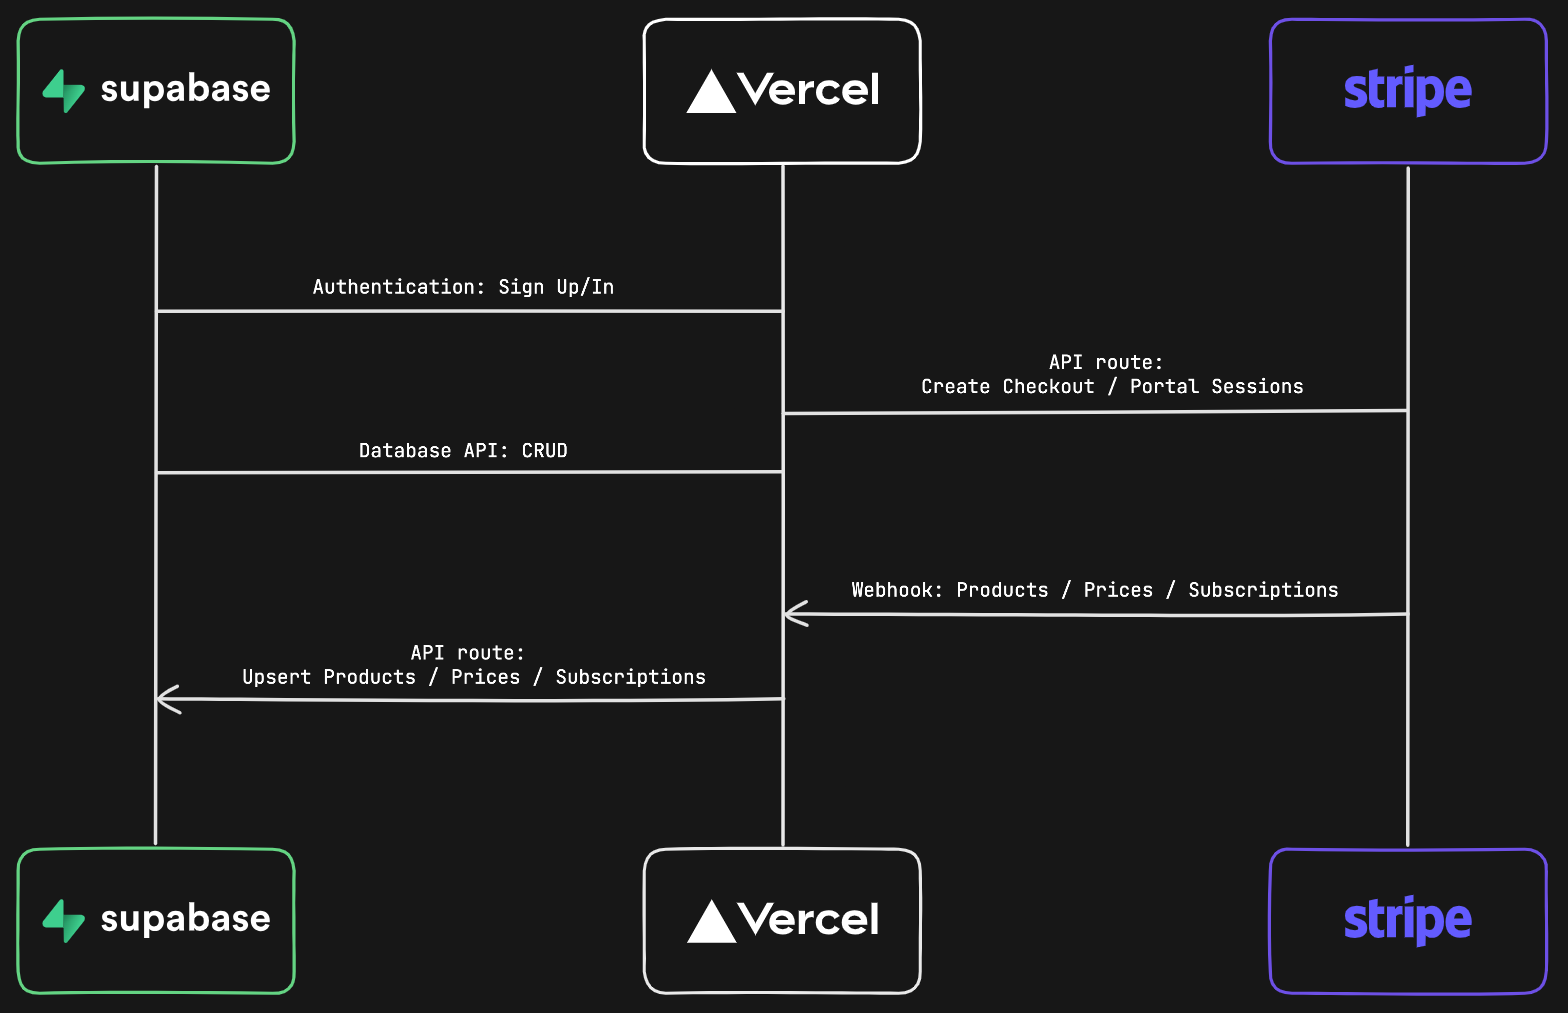 supabase
Vercel
stripe
Authentication: Sign Up/In
API route:
Create Checkout / Portal Sessions
Database API: CRUD
Webhook: Products / Prices / Subscriptions
API route:
Upsert Products / Prices / Subscriptions
supabase
Vercel
stripe